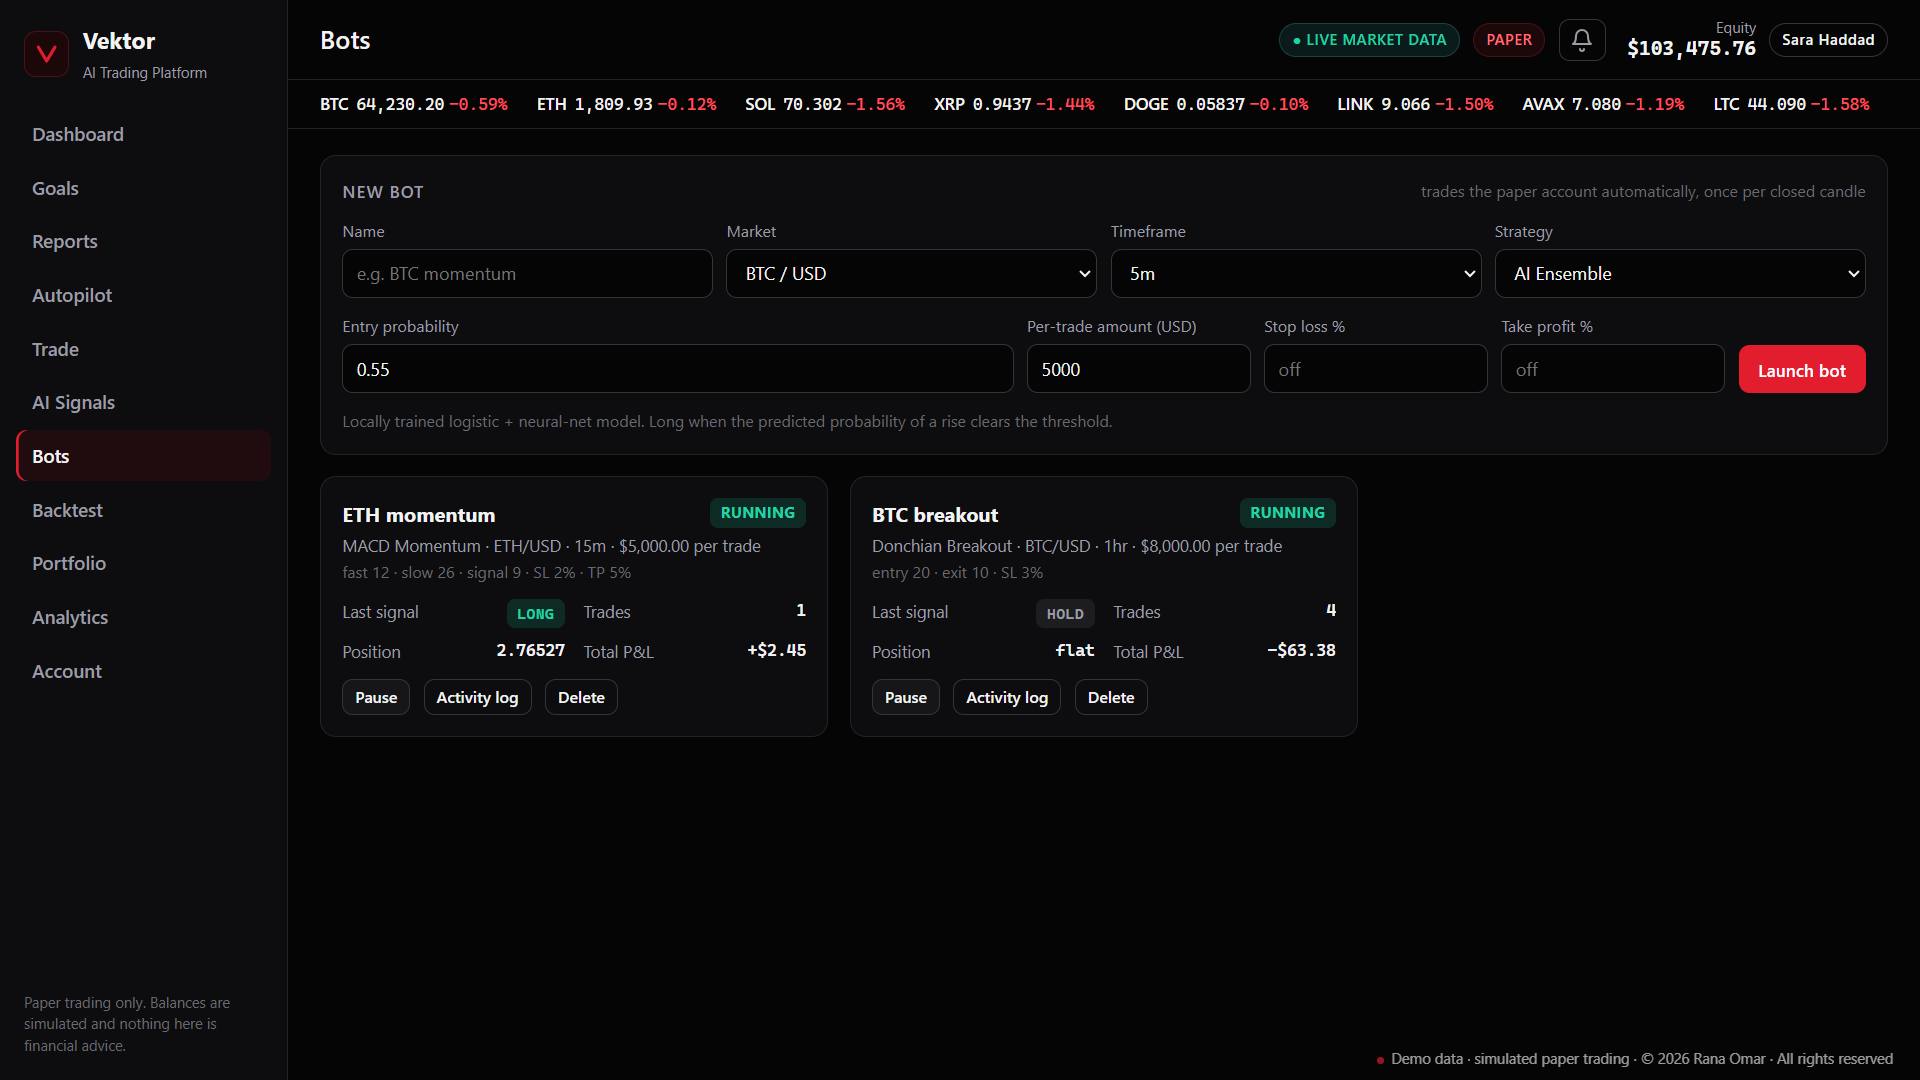 Vektor
AI Trading Platform
Dashboard
Goals
Reports
Autopilot
Trade
AI Signals
Bots
Backtest
Portfolio
Analytics
Account
Paper trading only. Balances are
simulated and nothing here is
financial advice.
Bots
● LIVE MARKET DATA
PAPER
Equity
$103,475.76
Sara Haddad
BTC 64,230.20 −0.59% ETH 1,809.93 −0.12% SOL 70.302 −1.56% XRP 0.9437 −1.44% DOGE 0.05837 −0.10% LINK 9.066 −1.50% AVAX 7.080 −1.19% LTC 44.090 −1.58%
NEW BOT
trades the paper account automatically, once per closed candle
Name Market Timeframe Strategy
e.g. BTC momentum BTC / USD 5m AI Ensemble
Entry probability Per-trade amount (USD) Stop loss % Take profit %
0.55 5000 off off Launch bot
Locally trained logistic + neural-net model. Long when the predicted probability of a rise clears the threshold.
ETH momentum RUNNING
MACD Momentum · ETH/USD · 15m · $5,000.00 per trade
fast 12 · slow 26 · signal 9 · SL 2% · TP 5%
Last signal LONG Trades 1
Position 2.76527 Total P&L +$2.45
Pause Activity log Delete
BTC breakout RUNNING
Donchian Breakout · BTC/USD · 1hr · $8,000.00 per trade
entry 20 · exit 10 · SL 3%
Last signal HOLD Trades 4
Position flat Total P&L −$63.38
Pause Activity log Delete
● Demo data · simulated paper trading · © 2026 Rana Omar · All rights reserved